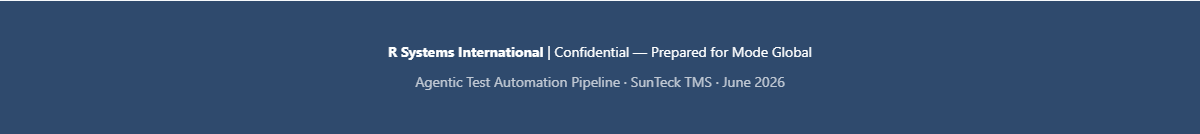 R Systems International | Confidential — Prepared for Mode Global
Agentic Test Automation Pipeline · SunTeck TMS · June 2026